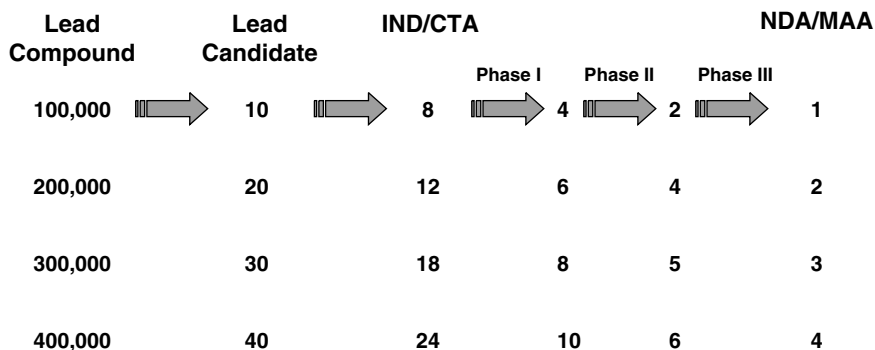 Lead Compound
Lead Candidate
IND/CTA
NDA/MAA
Phase I
Phase II
Phase III
100,000 10 8 4 2 1
200,000 20 12 6 4 2
300,000 30 18 8 5 3
400,000 40 24 10 6 4